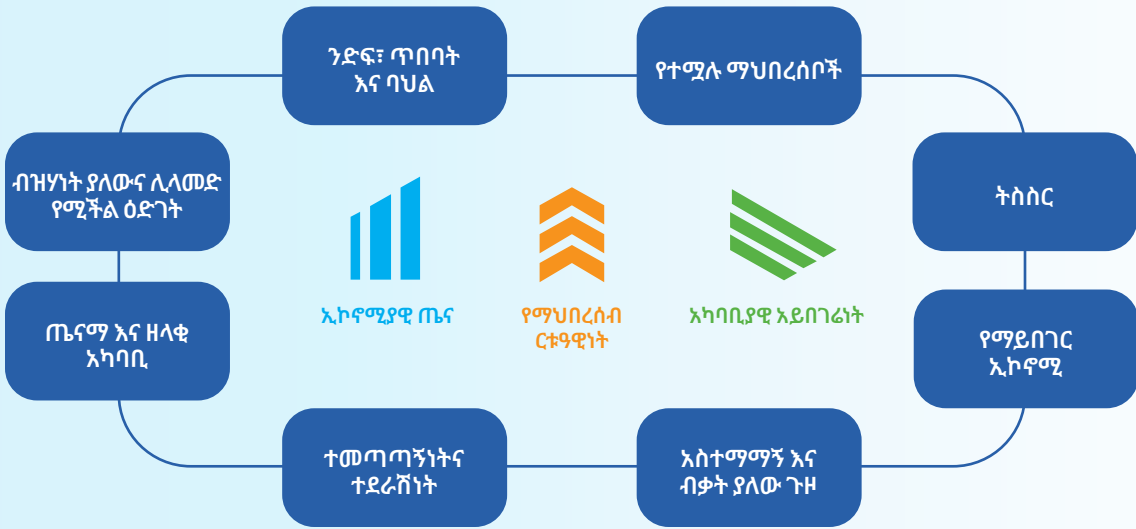 ንድፍ፣ ጥበባት
እና ባህል
የተሟሉ ማህበረሰቦች
ብዝሃነት ያለውና ሊላመድ
የሚችል ዕድገት
ትስስር
ኢኮኖሚያዊ ጤና
የማህበረሰብ
ርቱዓዊነት
አካባቢያዊ አይበገሬነት
ጤናማ እና ዘላቂ
አካባቢ
የማይበገር
ኢኮኖሚ
ተመጣጣኝነትና
ተደራሽነት
አስተማማኝ እና
ብቃት ያለው ጉዞ